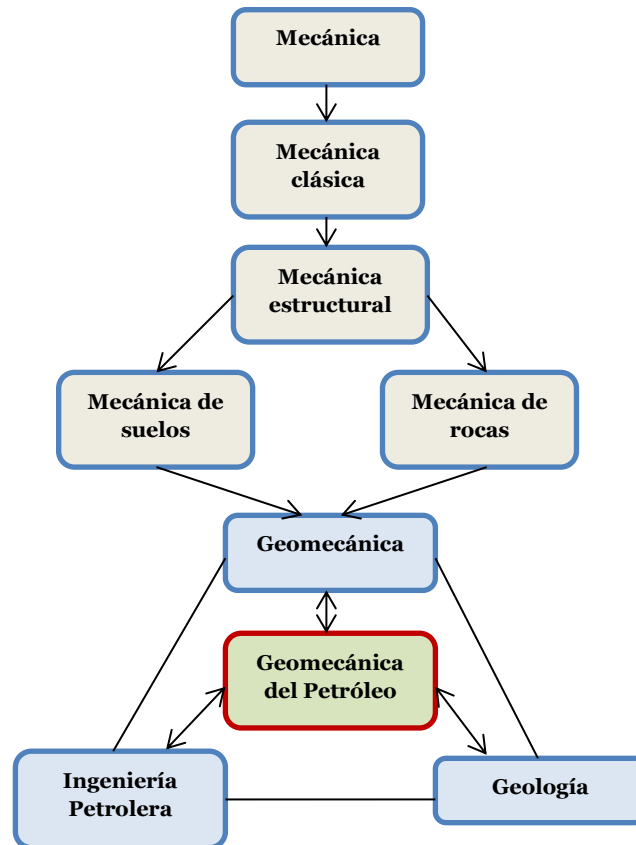 Mecánica
Mecánica
clásica
Mecánica
estructural
Mecánica de
suelos
Mecánica de
rocas
Geomecánica
Geomecánica
del Petróleo
Ingeniería
Petrolera
Geología